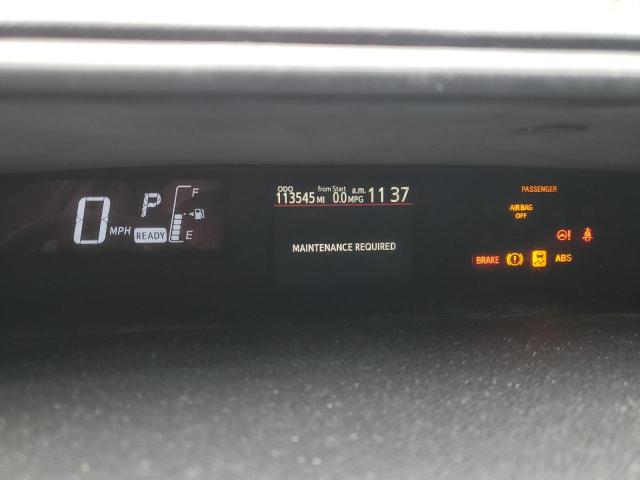 0 MPH
P
READY
F
E
ODO from Start a.m.
113545 MI 0.0 MPG 11 37
MAINTENANCE REQUIRED
PASSENGER
AIR BAG
OFF
BRAKE
ABS